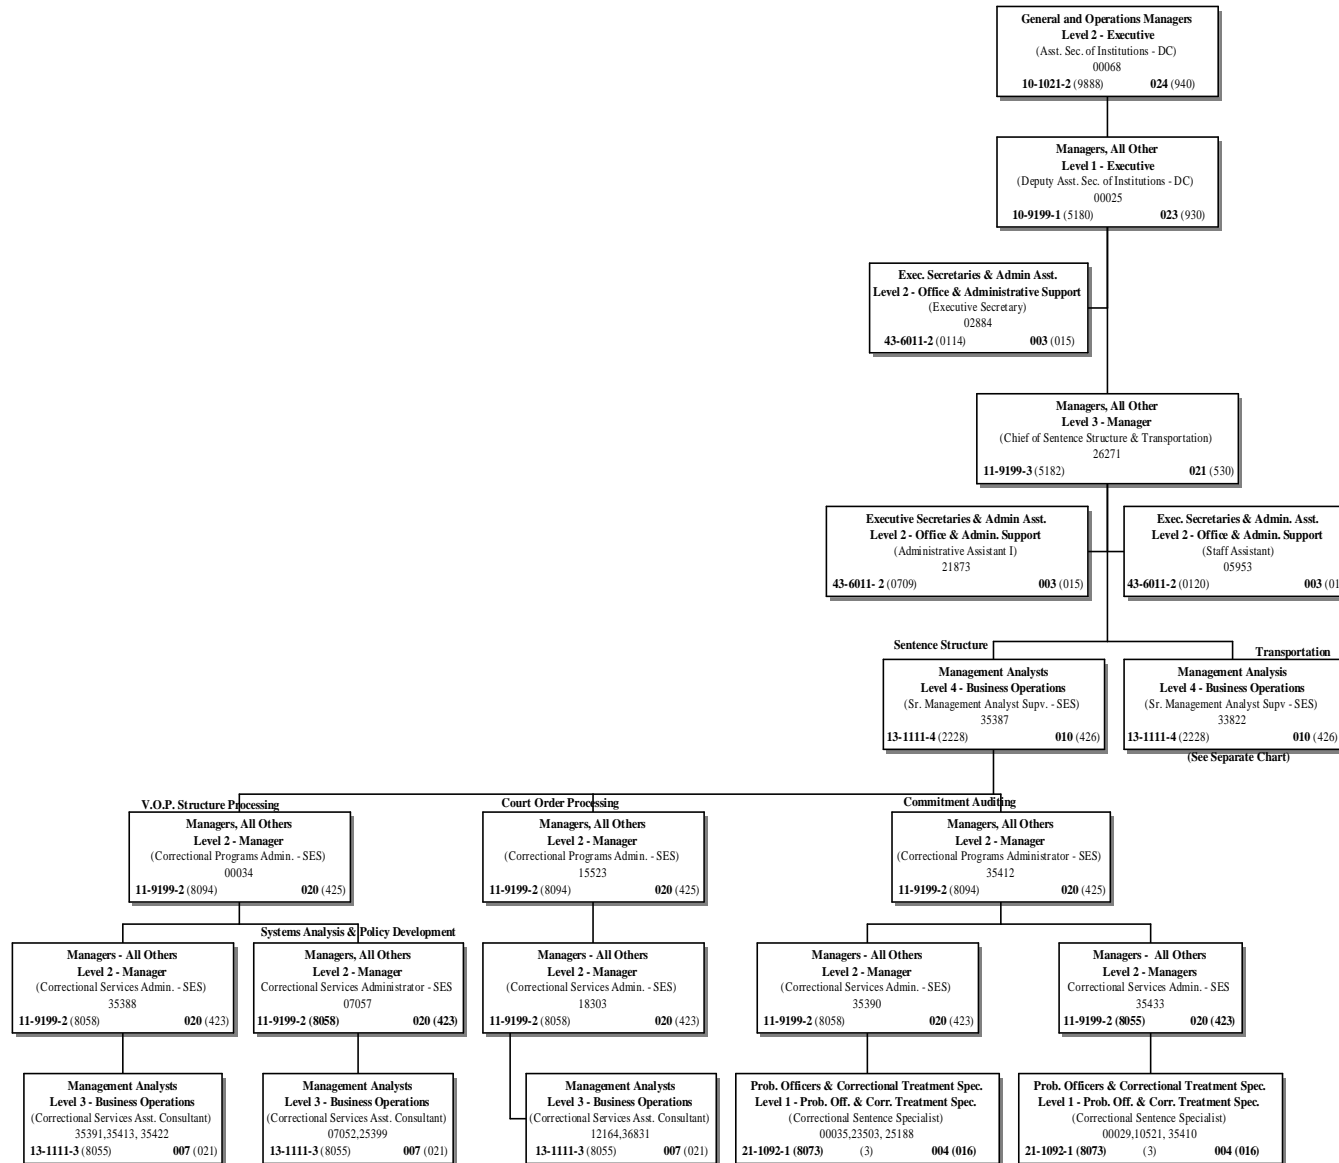 General and Operations Managers
Level 2 - Executive
(Asst. Sec. of Institutions - DC)
00068
10-1021-2 (9888) 024 (940)
Managers, All Other
Level 1 - Executive
(Deputy Asst. Sec. of Institutions - DC)
00025
10-9199-1 (5180) 023 (930)
Exec. Secretaries & Admin Asst.
Level 2 - Office & Administrative Support
(Executive Secretary)
02884
43-6011-2 (0114) 003 (015)
Managers, All Other
Level 3 - Manager
(Chief of Sentence Structure & Transportation)
26271
11-9199-3 (5182) 021 (530)
Executive Secretaries & Admin Asst.
Level 2 - Office & Admin. Support
(Administrative Assistant I)
21873
43-6011- 2 (0709) 003 (015)
Exec. Secretaries & Admin. Asst.
Level 2 - Office & Admin. Support
(Staff Assistant)
05953
43-6011-2 (0120) 003 (01
Sentence Structure
Management Analysts
Level 4 - Business Operations
(Sr. Management Analyst Supv. - SES)
35387
13-1111-4 (2228) 010 (426)
Transportation
Management Analysis
Level 4 - Business Operations
(Sr. Management Analyst Supv - SES)
33822
13-1111-4 (2228) 010 (426)
(See Separate Chart)
V.O.P. Structure Processing
Managers, All Others
Level 2 - Manager
(Correctional Programs Admin. - SES)
00034
11-9199-2 (8094) 020 (425)
Court Order Processing
Managers, All Others
Level 2 - Manager
(Correctional Programs Admin. - SES)
15523
11-9199-2 (8094) 020 (425)
Commitment Auditing
Managers, All Others
Level 2 - Manager
(Correctional Programs Administrator - SES)
35412
11-9199-2 (8094) 020 (425)
Managers - All Others
Level 2 - Manager
(Correctional Services Admin. - SES)
35388
11-9199-2 (8058) 020 (423)
Systems Analysis & Policy Development
Managers, All Others
Level 2 - Manager
Correctional Services Administrator - SES
07057
11-9199-2 (8058) 020 (423)
Managers - All Others
Level 2 - Manager
(Correctional Services Admin. - SES)
18303
11-9199-2 (8058) 020 (423)
Managers - All Others
Level 2 - Manager
(Correctional Services Admin. - SES)
35390
11-9199-2 (8058) 020 (423)
Managers - All Others
Level 2 - Managers
Correctional Services Admin. - SES
35433
11-9199-2 (8055) 020 (423)
Management Analysts
Level 3 - Business Operations
(Correctional Services Asst. Consultant)
35391,35413, 35422
13-1111-3 (8055) 007 (021)
Management Analysts
Level 3 - Business Operations
(Correctional Services Asst. Consultant)
07052,25399
13-1111-3 (8055) 007 (021)
Management Analysts
Level 3 - Business Operations
(Correctional Services Asst. Consultant)
12164,36831
13-1111-3 (8055) 007 (021)
Prob. Officers & Correctional Treatment Spec.
Level 1 - Prob. Off. & Corr. Treatment Spec.
(Correctional Sentence Specialist)
00035,23503, 25188
21-1092-1 (8073) (3) 004 (016)
Prob. Officers & Correctional Treatment Spec.
Level 1 - Prob. Off. & Corr. Treatment Spec.
(Correctional Sentence Specialist)
00029,10521, 35410
21-1092-1 (8073) (3) 004 (016)